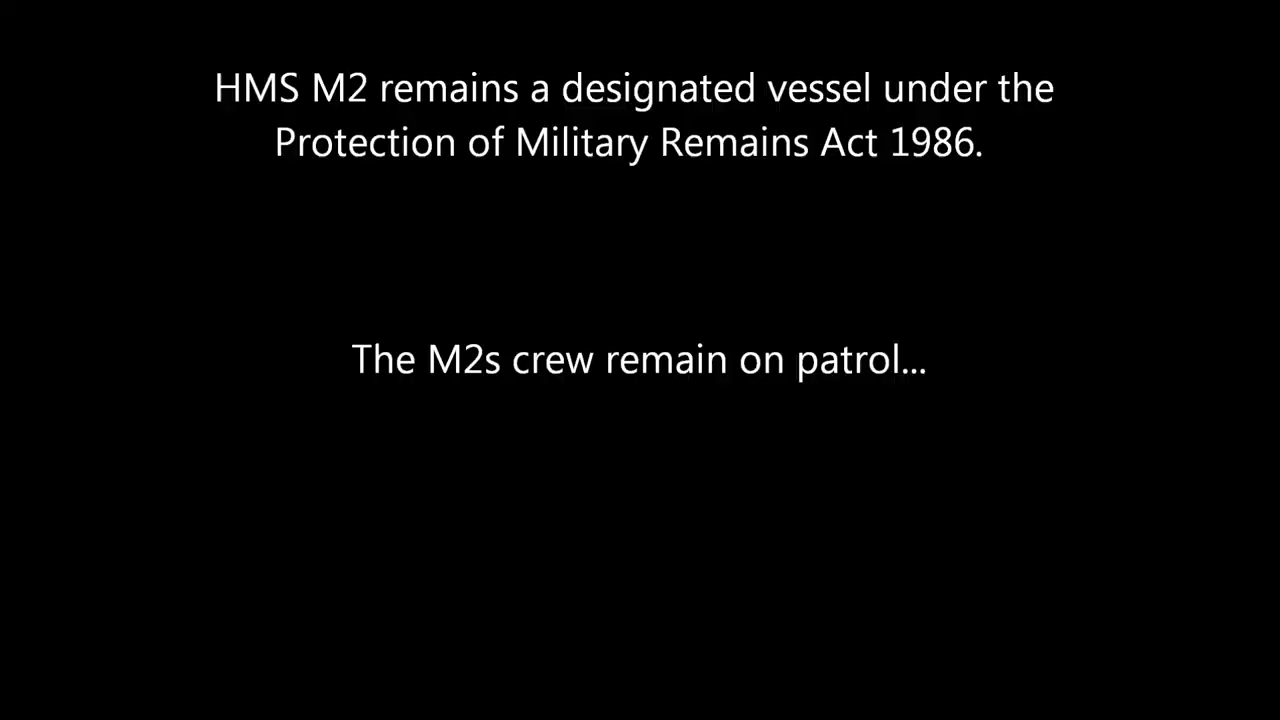 HMS M2 remains a designated vessel under the
Protection of Military Remains Act 1986.
The M2s crew remain on patrol...